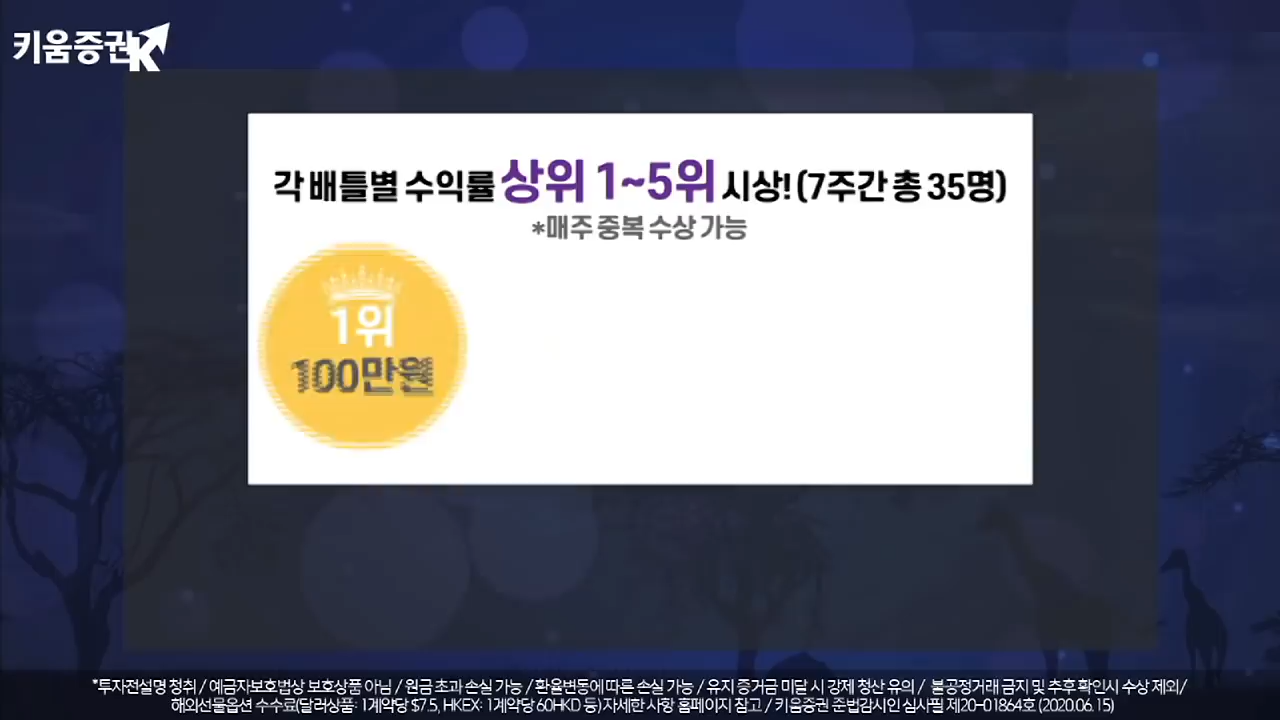 키움증권
각 배틀별 수익률 상위 1~5위 시상! (7주간 총 35명)
*매주 중복 수상 가능
1위
100만원
*투자전설명 청취 / 예금자보호법상 보호상품 아님 / 원금 초과 손실 가능 / 환율변동에 따른 손실 가능 / 유지 증거금 미달 시 강제 청산 유의 / 불공정거래 금지 및 추후 확인시 수상 제외/
해외선물옵션 수수료(달러상품: 1계약당 $7.5, HKEX: 1계약당 60HKD 등)자세한 사항 홈페이지 참고 / 키움증권 준법감시인 심사필 제20-01864호 (2020.06.15)